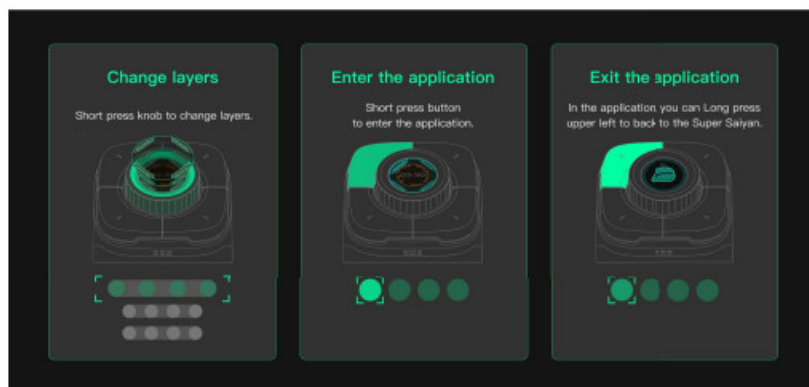 Change layers
Short press knob to change layers.
Enter the application
Short press button
to enter the application.
Exit the application
In the application you can Long press
upper left to back to the Super Saiyan.